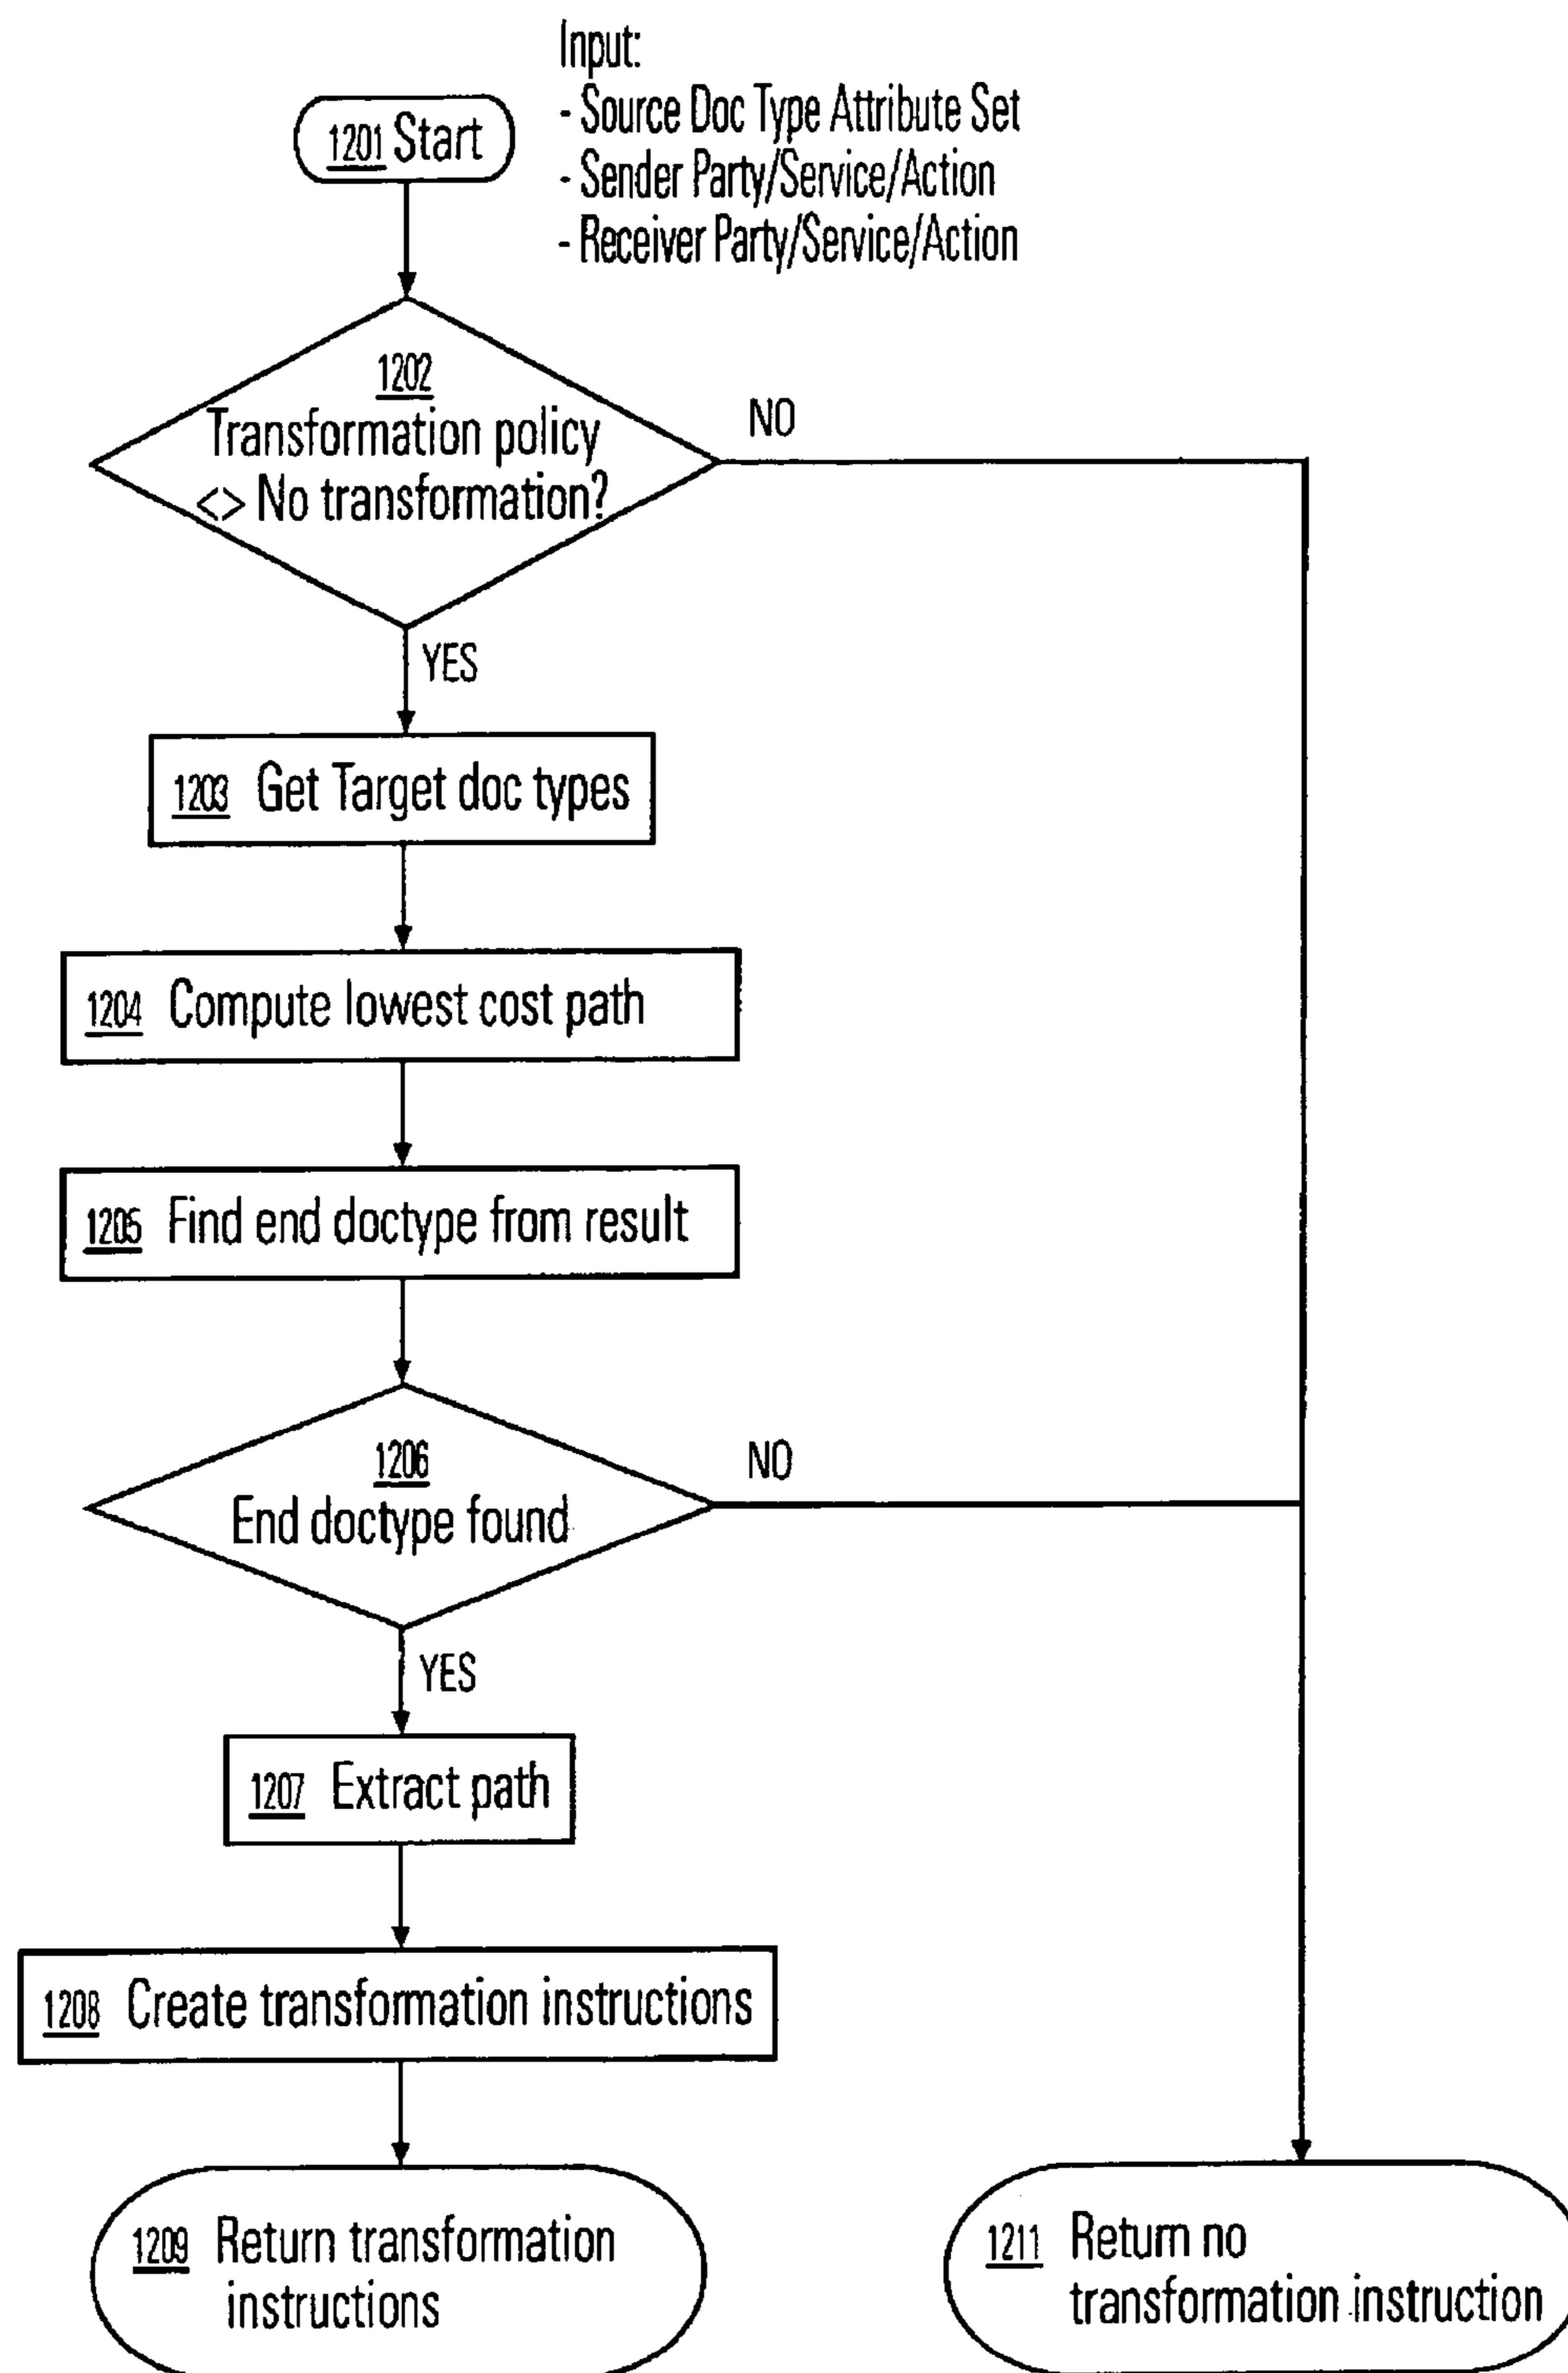 Input:
- Source Doc Type Attribute Set
- Sender Party/Service/Action
- Receiver Party/Service/Action
1201 Start
1202
Transformation policy
<> No transformation?
NO
YES
1203 Get Target doc types
1204 Compute lowest cost path
1205 Find end doctype from result
1206
End doctype found
NO
YES
1207 Extract path
1208 Create transformation instructions
1209 Return transformation
instructions
1211 Return no
transformation instruction